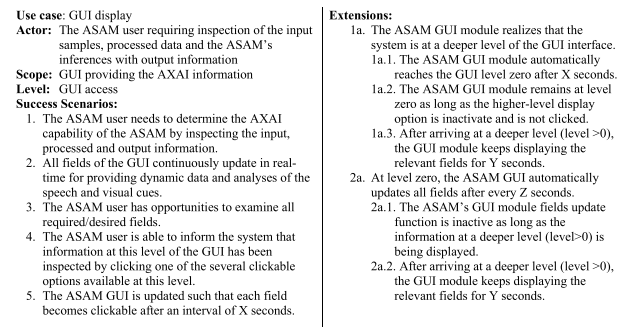 Use case: GUI display
Actor: The ASAM user requiring inspection of the input
samples, processed data and the ASAM's
inferences with output information
Scope: GUI providing the AXAI information
Level: GUI access
Success Scenarios:
1. The ASAM user needs to determine the AXAI
capability of the ASAM by inspecting the input,
processed and output information.
2. All fields of the GUI continuously update in real-
time for providing dynamic data and analyses of the
speech and visual cues.
3. The ASAM user has opportunities to examine all
required/desired fields.
4. The ASAM user is able to inform the system that
information at this level of the GUI has been
inspected by clicking one of the several clickable
options available at this level.
5. The ASAM GUI is updated such that each field
becomes clickable after an interval of X seconds.
Extensions:
1a. The ASAM GUI module realizes that the
system is at a deeper level of the GUI interface.
1a.1. The ASAM GUI module automatically
reaches the GUI level zero after X seconds.
1a.2. The ASAM GUI module remains at level
zero as long as the higher-level display
option is inactivate and is not clicked.
1a.3. After arriving at a deeper level (level >0),
the GUI module keeps displaying the
relevant fields for Y seconds.
2a. At level zero, the ASAM GUI automatically
updates all fields after every Z seconds.
2a.1. The ASAM's GUI module fields update
function is inactive as long as the
information at a deeper level (level>0) is
being displayed.
2a.2. After arriving at a deeper level (level >0),
the GUI module keeps displaying the
relevant fields for Y seconds.